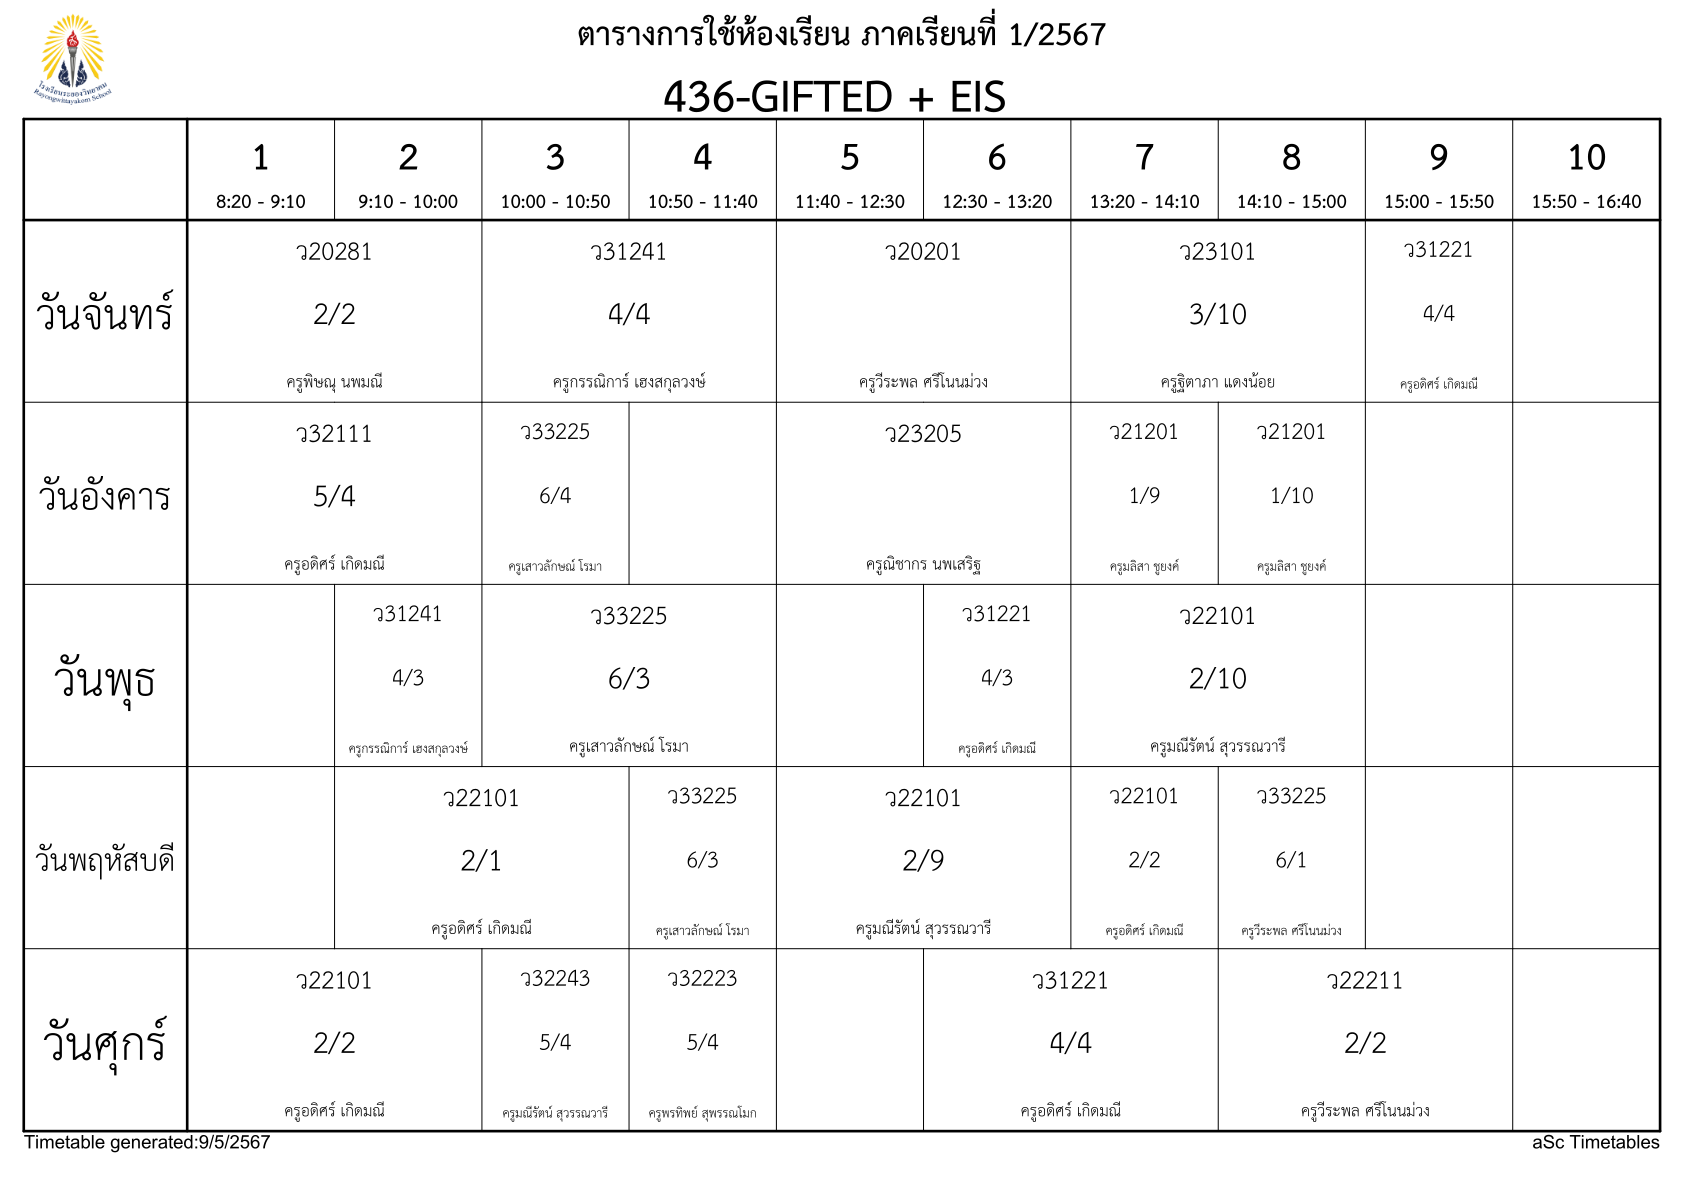 ตารางการใช้ห้องเรียน ภาคเรียนที่ 1/2567
436-GIFTED + EIS
โรงเรียนระยองวิทยาคม
Rayongwittayakom School
1 2 3 4 5 6 7 8 9 10
8:20 - 9:10 9:10 - 10:00 10:00 - 10:50 10:50 - 11:40 11:40 - 12:30 12:30 - 13:20 13:20 - 14:10 14:10 - 15:00 15:00 - 15:50 15:50 - 16:40
วันจันทร์
ว20281 ว31241 ว20201 ว23101 ว31221
2/2 4/4 3/10 4/4
ครูพิษณุ นพมณี ครูกรรณิการ์ เฮงสกุลวงษ์ ครูวีระพล ศรีโนนม่วง ครูฐิตาภา แดงน้อย ครูอดิศร์ เกิดมณี
วันอังคาร
ว32111 ว33225 ว23205 ว21201 ว21201
5/4 6/4 1/9 1/10
ครูอดิศร์ เกิดมณี ครูเสาวลักษณ์ โรมา ครูณิชากร นพเสริฐ ครูมลิสา ชูยงค์ ครูมลิสา ชูยงค์
วันพุธ
ว31241 ว33225 ว31221 ว22101
4/3 6/3 4/3 2/10
ครูกรรณิการ์ เฮงสกุลวงษ์ ครูเสาวลักษณ์ โรมา ครูอดิศร์ เกิดมณี ครูมณีรัตน์ สุวรรณวารี
วันพฤหัสบดี
ว22101 ว33225 ว22101 ว22101 ว33225
2/1 6/3 2/9 2/2 6/1
ครูอดิศร์ เกิดมณี ครูเสาวลักษณ์ โรมา ครูมณีรัตน์ สุวรรณวารี ครูอดิศร์ เกิดมณี ครูวีระพล ศรีโนนม่วง
วันศุกร์
ว22101 ว32243 ว32223 ว31221 ว22211
2/2 5/4 5/4 4/4 2/2
ครูอดิศร์ เกิดมณี ครูมณีรัตน์ สุวรรณวารี ครูพรทิพย์ สุพรรณโมก ครูอดิศร์ เกิดมณี ครูวีระพล ศรีโนนม่วง
Timetable generated:9/5/2567 aSc Timetables